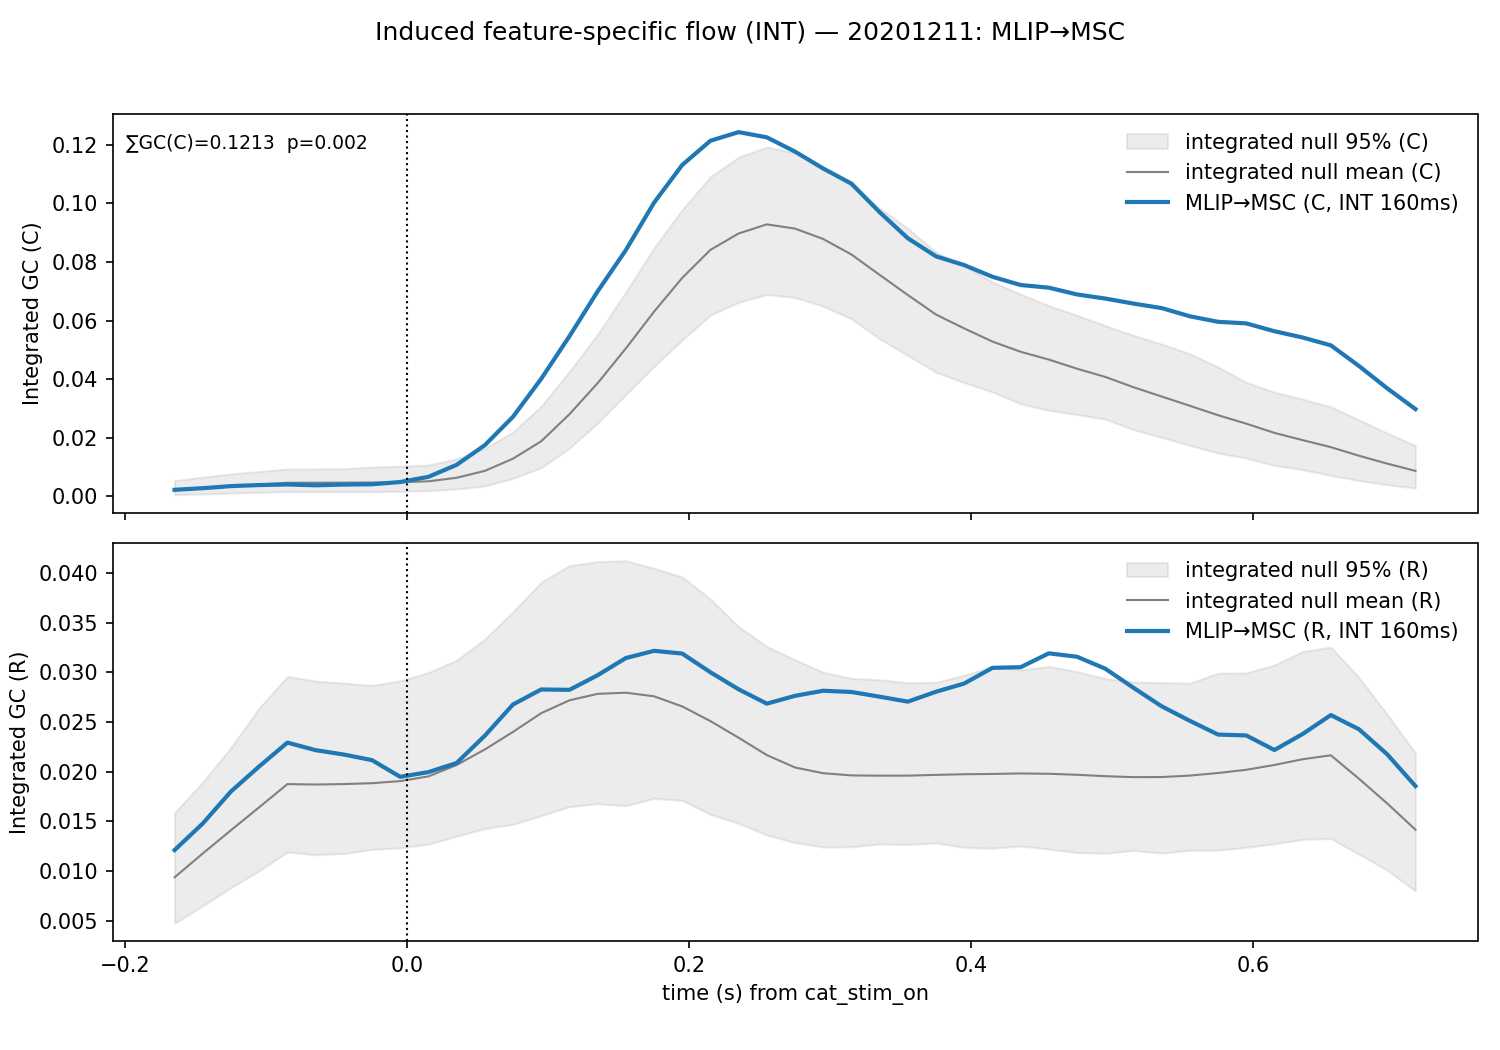 Induced feature-specific flow (INT) — 20201211: MLIP→MSC
∑GC(C)=0.1213 p=0.002
integrated null 95% (C)
integrated null mean (C)
MLIP→MSC (C, INT 160ms)
Integrated GC (C)
0.12
0.10
0.08
0.06
0.04
0.02
0.00
integrated null 95% (R)
integrated null mean (R)
MLIP→MSC (R, INT 160ms)
Integrated GC (R)
0.040
0.035
0.030
0.025
0.020
0.015
0.010
0.005
−0.2 0.0 0.2 0.4 0.6
time (s) from cat_stim_on